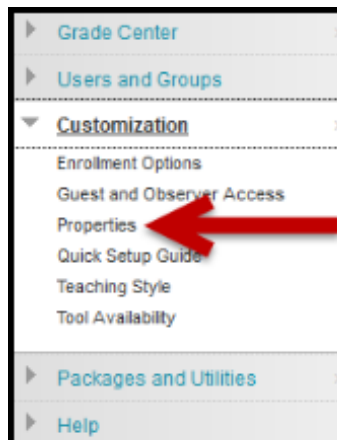 Grade Center
Users and Groups
Customization
Enrollment Options
Guest and Observer Access
Properties
Quick Setup Guide
Teaching Style
Tool Availability
Packages and Utilities
Help